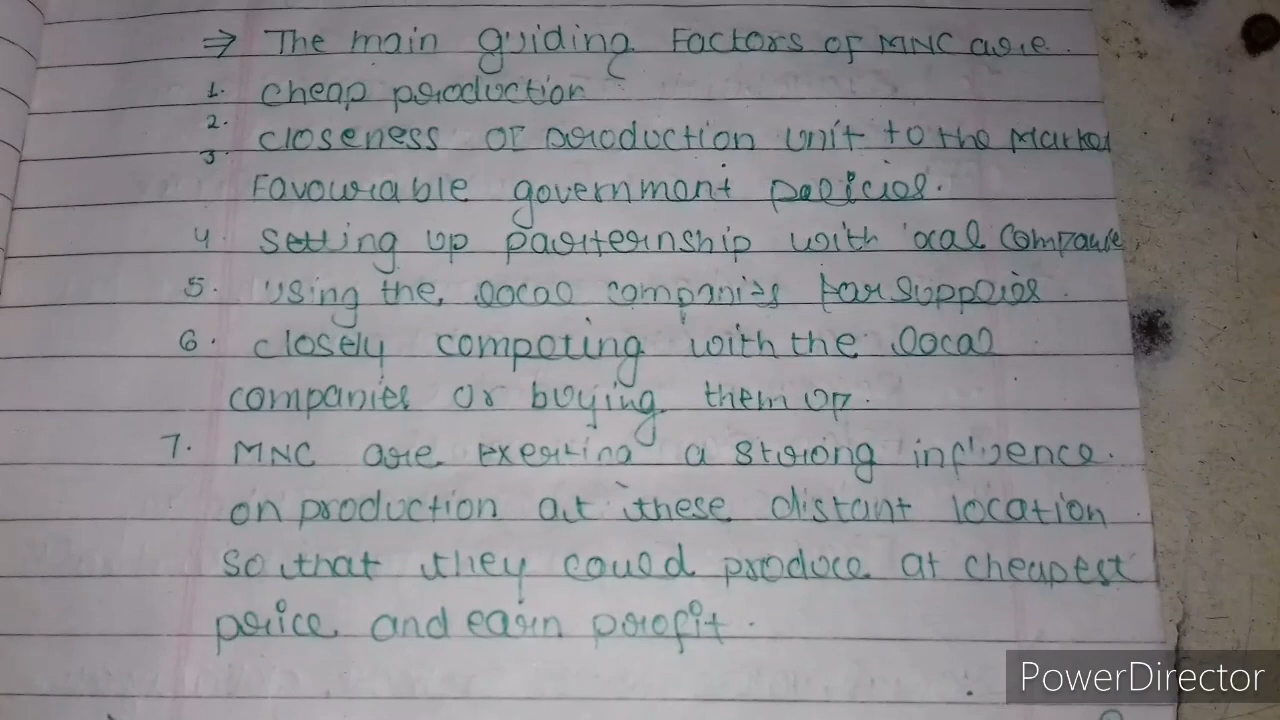 ⇒ The main guiding Factors of MNC are.
1. cheap production
2. closeness of production unit to the Market
3. Favourable government policies.
4 Setting up parternship with local Companie
5. using the local companies for supplies.
6. closely competing with the local
companies or buying them up.
7. MNC are exerting a strong influence.
on production at these distant location
so that they could produce at cheapest
price and earn profit.
PowerDirector